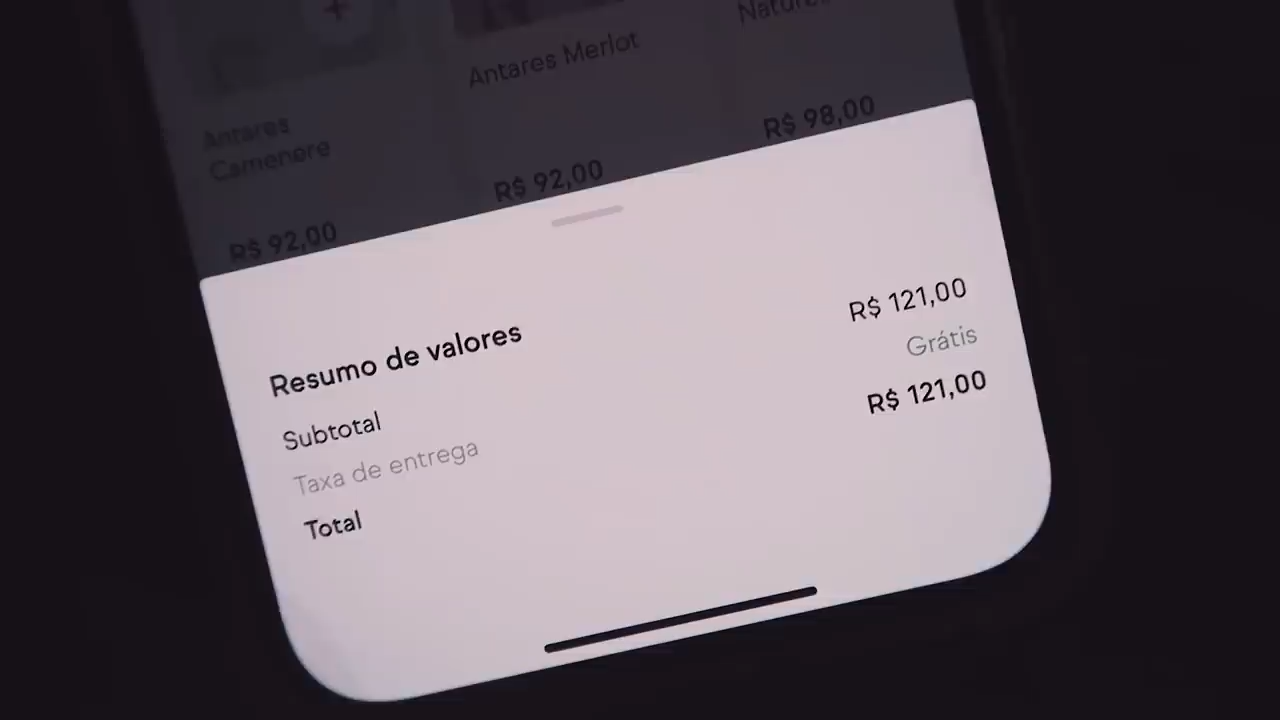 Antares Merlot
Antares
Camenere
R$ 98,00
R$ 92,00
R$ 92,00
Resumo de valores
Subtotal
R$ 121,00
Taxa de entrega
Grátis
Total
R$ 121,00